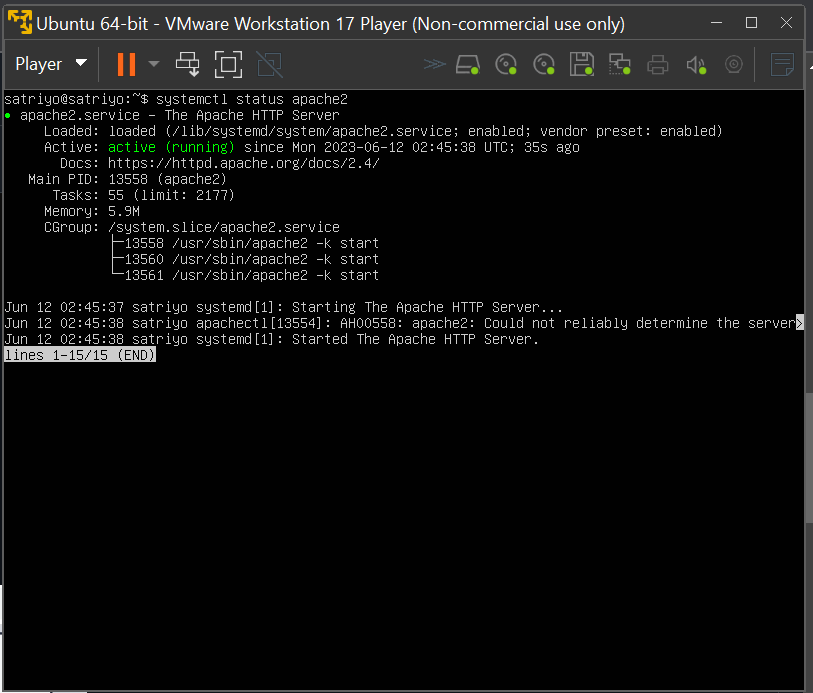 Ubuntu 64-bit - VMware Workstation 17 Player (Non-commercial use only)
Player
satriyo@satriyo:~$ systemctl status apache2
● apache2.service - The Apache HTTP Server
Loaded: loaded (/lib/systemd/system/apache2.service; enabled; vendor preset: enabled)
Active: active (running) since Mon 2023-06-12 02:45:38 UTC; 35s ago
Docs: https://httpd.apache.org/docs/2.4/
Main PID: 13558 (apache2)
Tasks: 55 (limit: 2177)
Memory: 5.9M
CGroup: /system.slice/apache2.service
├─13558 /usr/sbin/apache2 -k start
├─13560 /usr/sbin/apache2 -k start
└─13561 /usr/sbin/apache2 -k start
Jun 12 02:45:37 satriyo systemd[1]: Starting The Apache HTTP Server...
Jun 12 02:45:38 satriyo apachectl[13554]: AH00558: apache2: Could not reliably determine the server>
Jun 12 02:45:38 satriyo systemd[1]: Started The Apache HTTP Server.
lines 1-15/15 (END)